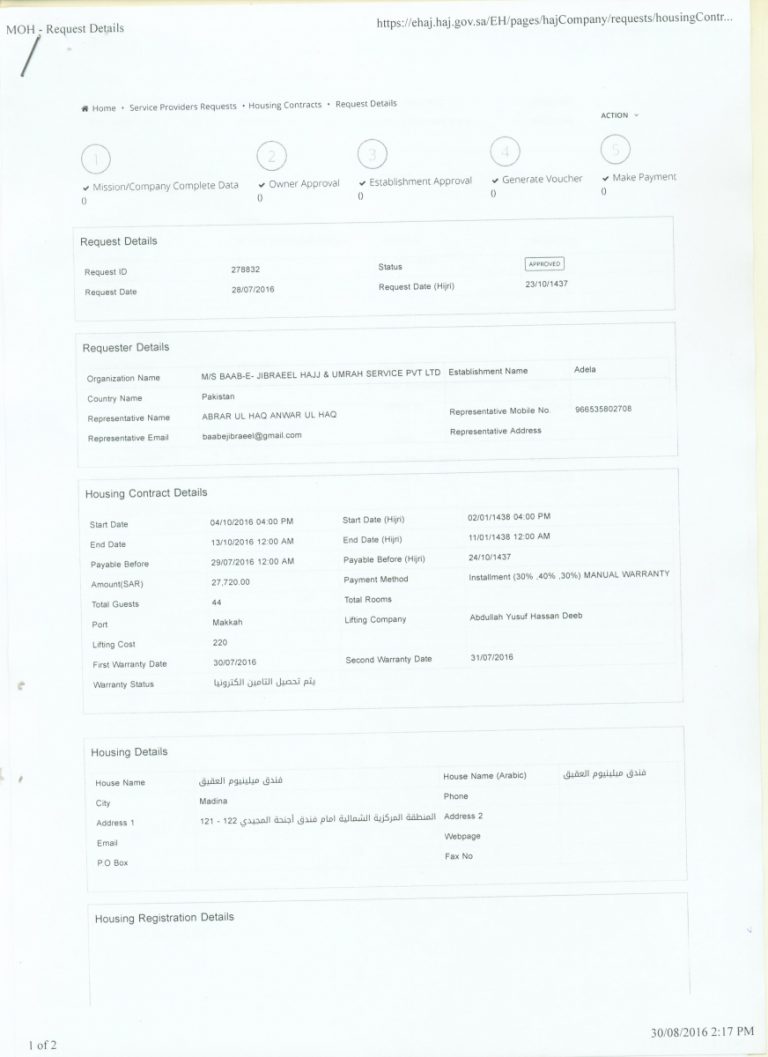 MOH - Request Details
https://ehaj.haj.gov.sa/EH/pages/hajCompany/requests/housingContr...
Home • Service Providers Requests • Housing Contracts • Request Details
ACTION
1 2 3 4 5
✔ Mission/Company Complete Data ✔ Owner Approval ✔ Establishment Approval ✔ Generate Voucher ✔ Make Payment
0 0 0 0 0
Request Details
Request ID 278832 Status APPROVED
Request Date 28/07/2016 Request Date (Hijri) 23/10/1437
Requester Details
Organization Name M/S BAAB-E- JIBRAEEL HAJJ & UMRAH SERVICE PVT LTD Establishment Name Adela
Country Name Pakistan
Representative Name ABRAR UL HAQ ANWAR UL HAQ Representative Mobile No. 966535802708
Representative Email baabejibraeel@gmail.com Representative Address
Housing Contract Details
Start Date 04/10/2016 04:00 PM Start Date (Hijri) 02/01/1438 04:00 PM
End Date 13/10/2016 12:00 AM End Date (Hijri) 11/01/1438 12:00 AM
Payable Before 29/07/2016 12:00 AM Payable Before (Hijri) 24/10/1437
Amount(SAR) 27,720.00 Payment Method Installment (30% ,40% ,30%) MANUAL WARRANTY
Total Guests 44 Total Rooms
Port Makkah Lifting Company Abdullah Yusuf Hassan Deeb
Lifting Cost 220
First Warranty Date 30/07/2016 Second Warranty Date 31/07/2016
Warranty Status يتم تحصيل التامين الكترونيا
Housing Details
House Name فندق ميلينيوم العقيق House Name (Arabic) فندق ميلينيوم العقيق
City Madina Phone
Address 1 المنطقة المركزية الشمالية امام فندق أجنحة المجيدي 122 - 121 Address 2
Email Webpage
P.O Box Fax No
Housing Registration Details
1 of 2
30/08/2016 2:17 PM